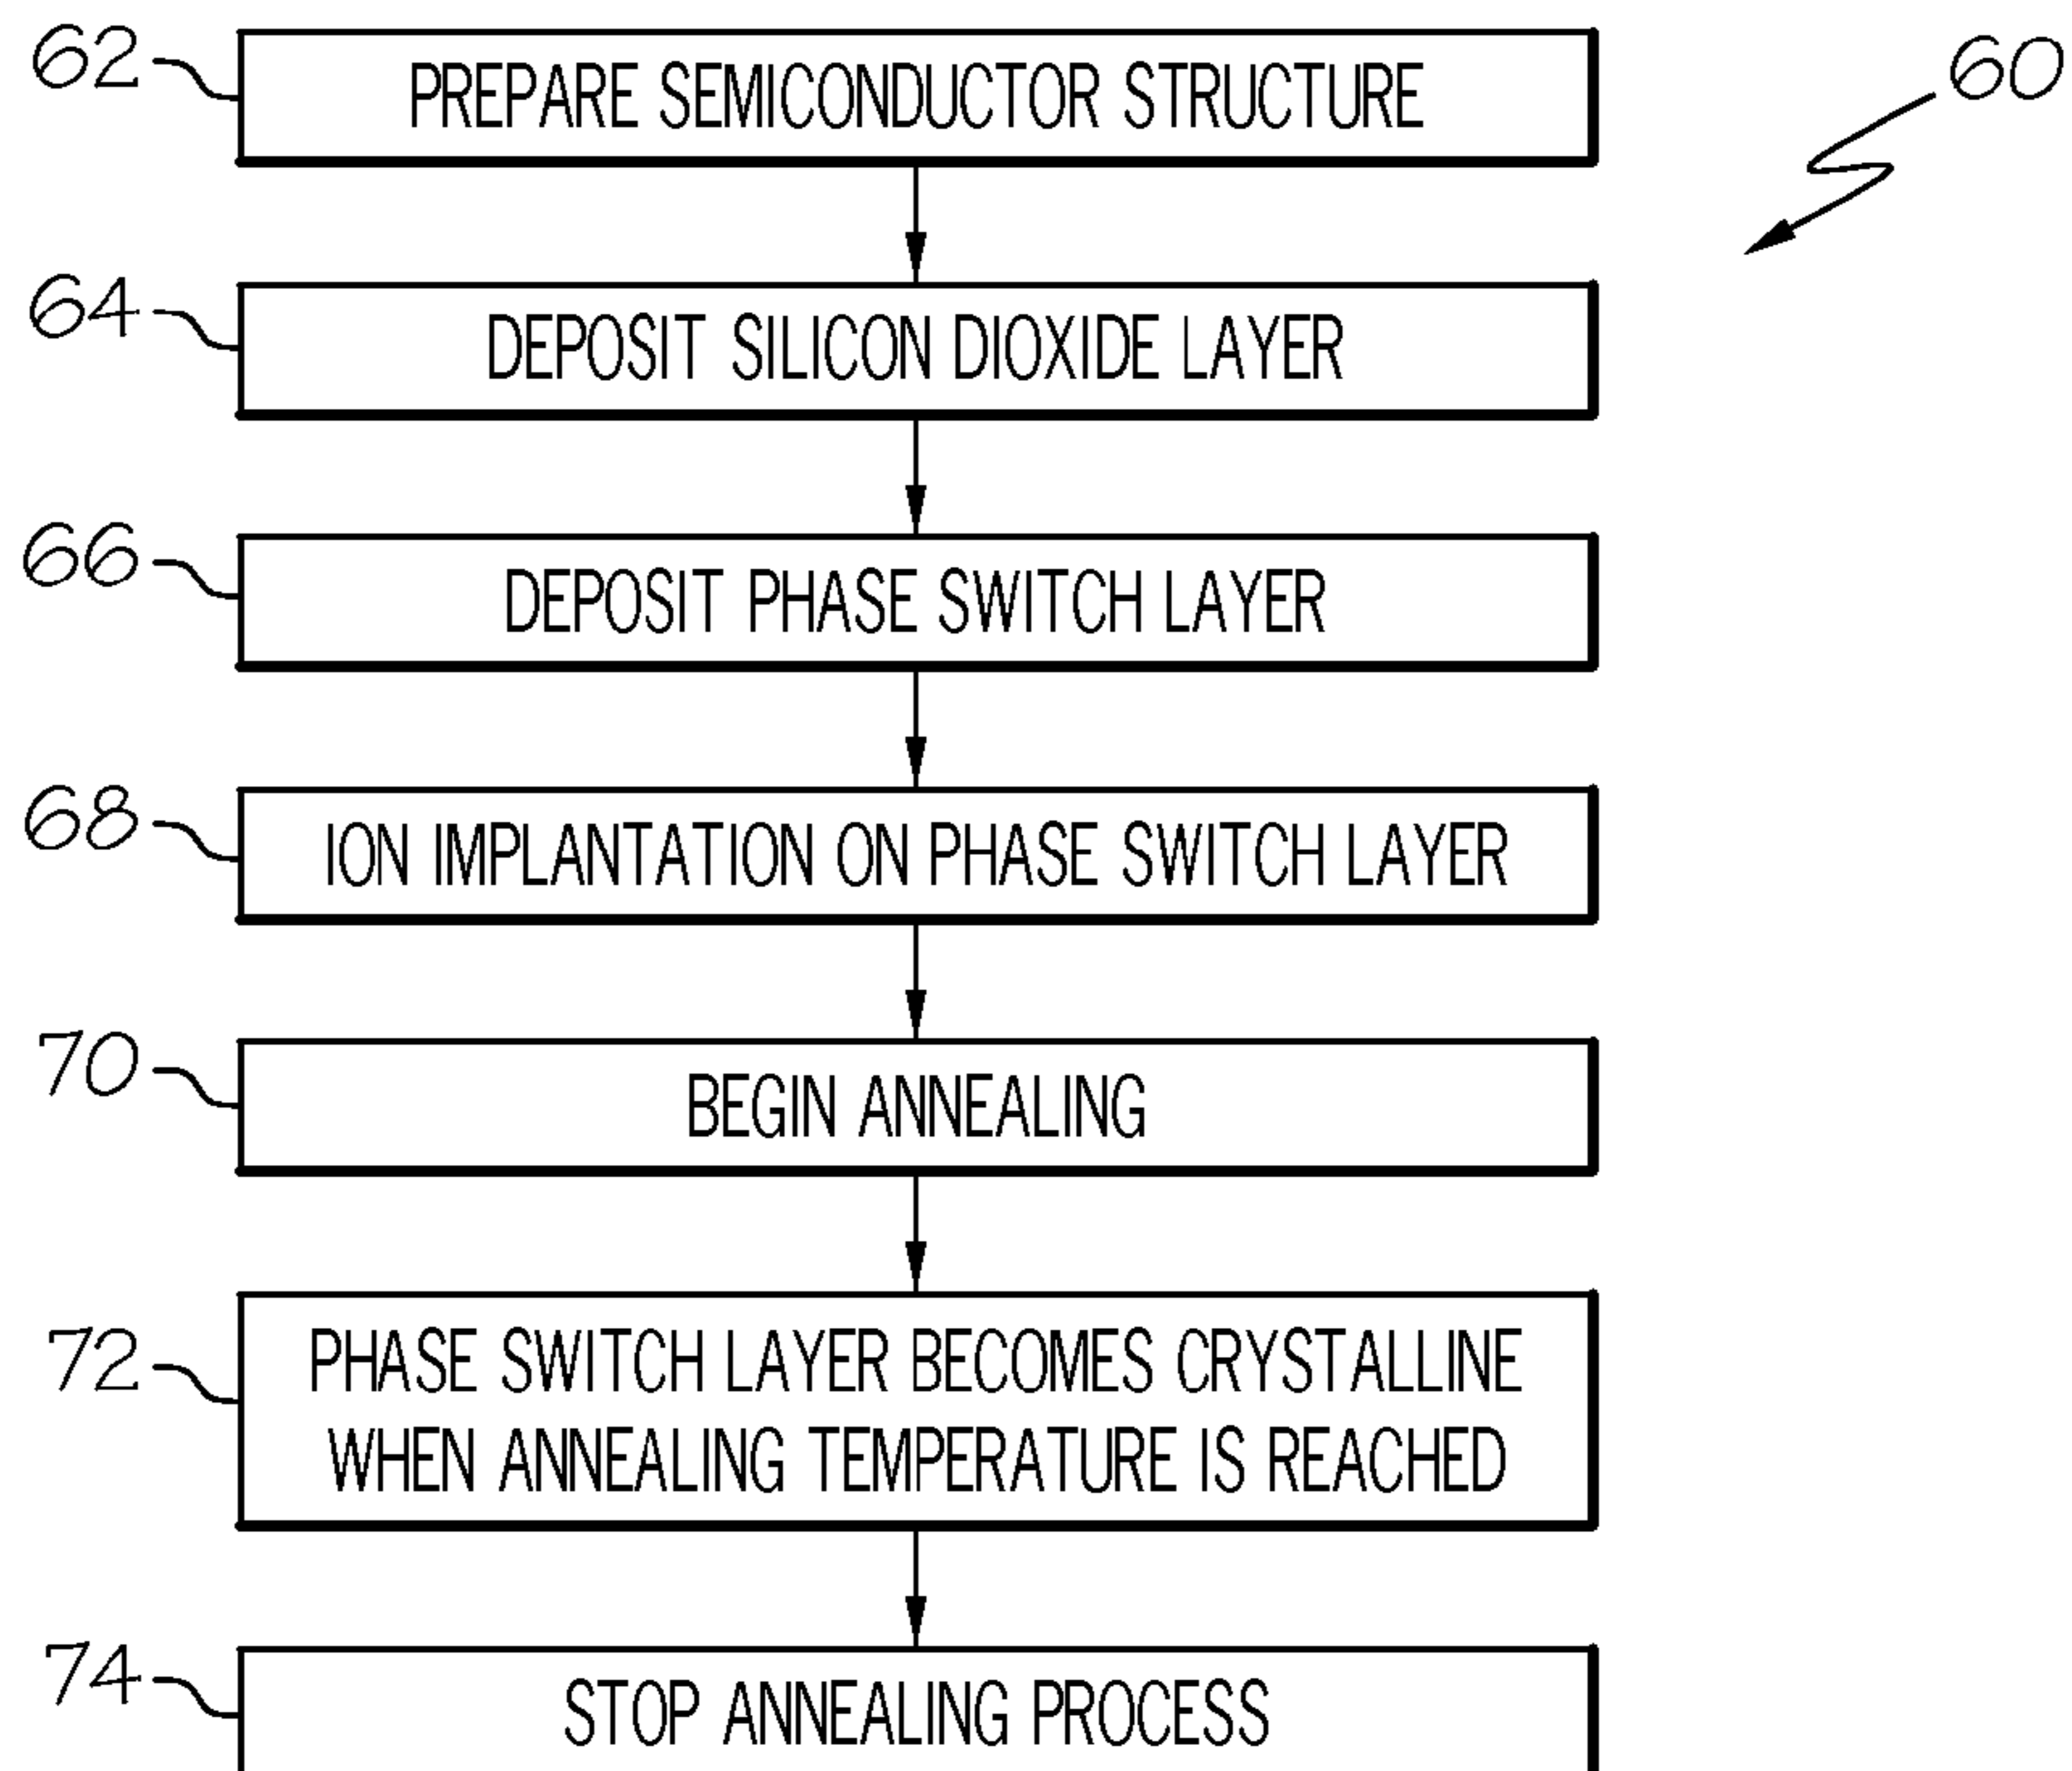 62
PREPARE SEMICONDUCTOR STRUCTURE
60
64
DEPOSIT SILICON DIOXIDE LAYER
66
DEPOSIT PHASE SWITCH LAYER
68
ION IMPLANTATION ON PHASE SWITCH LAYER
70
BEGIN ANNEALING
72
PHASE SWITCH LAYER BECOMES CRYSTALLINE
WHEN ANNEALING TEMPERATURE IS REACHED
74
STOP ANNEALING PROCESS